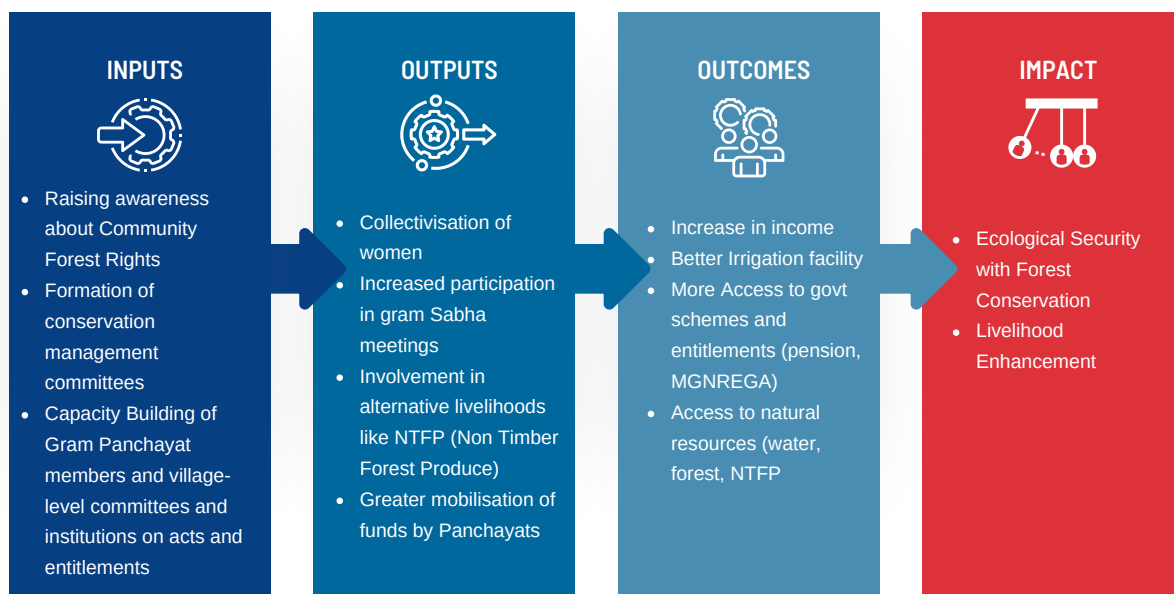 INPUTS
Raising awareness
about Community
Forest Rights
Formation of
conservation
management
committees
Capacity Building of
Gram Panchayat
members and village-
level committees and
institutions on acts and
entitlements
OUTPUTS
Collectivisation of
women
Increased participation
in gram Sabha
meetings
Involvement in
alternative livelihoods
like NTFP (Non Timber
Forest Produce)
Greater mobilisation of
funds by Panchayats
OUTCOMES
Increase in income
Better Irrigation facility
More Access to govt
schemes and
entitlements (pension,
MGNREGA)
Access to natural
resources (water,
forest, NTFP
IMPACT
Ecological Security
with Forest
Conservation
Livelihood
Enhancement